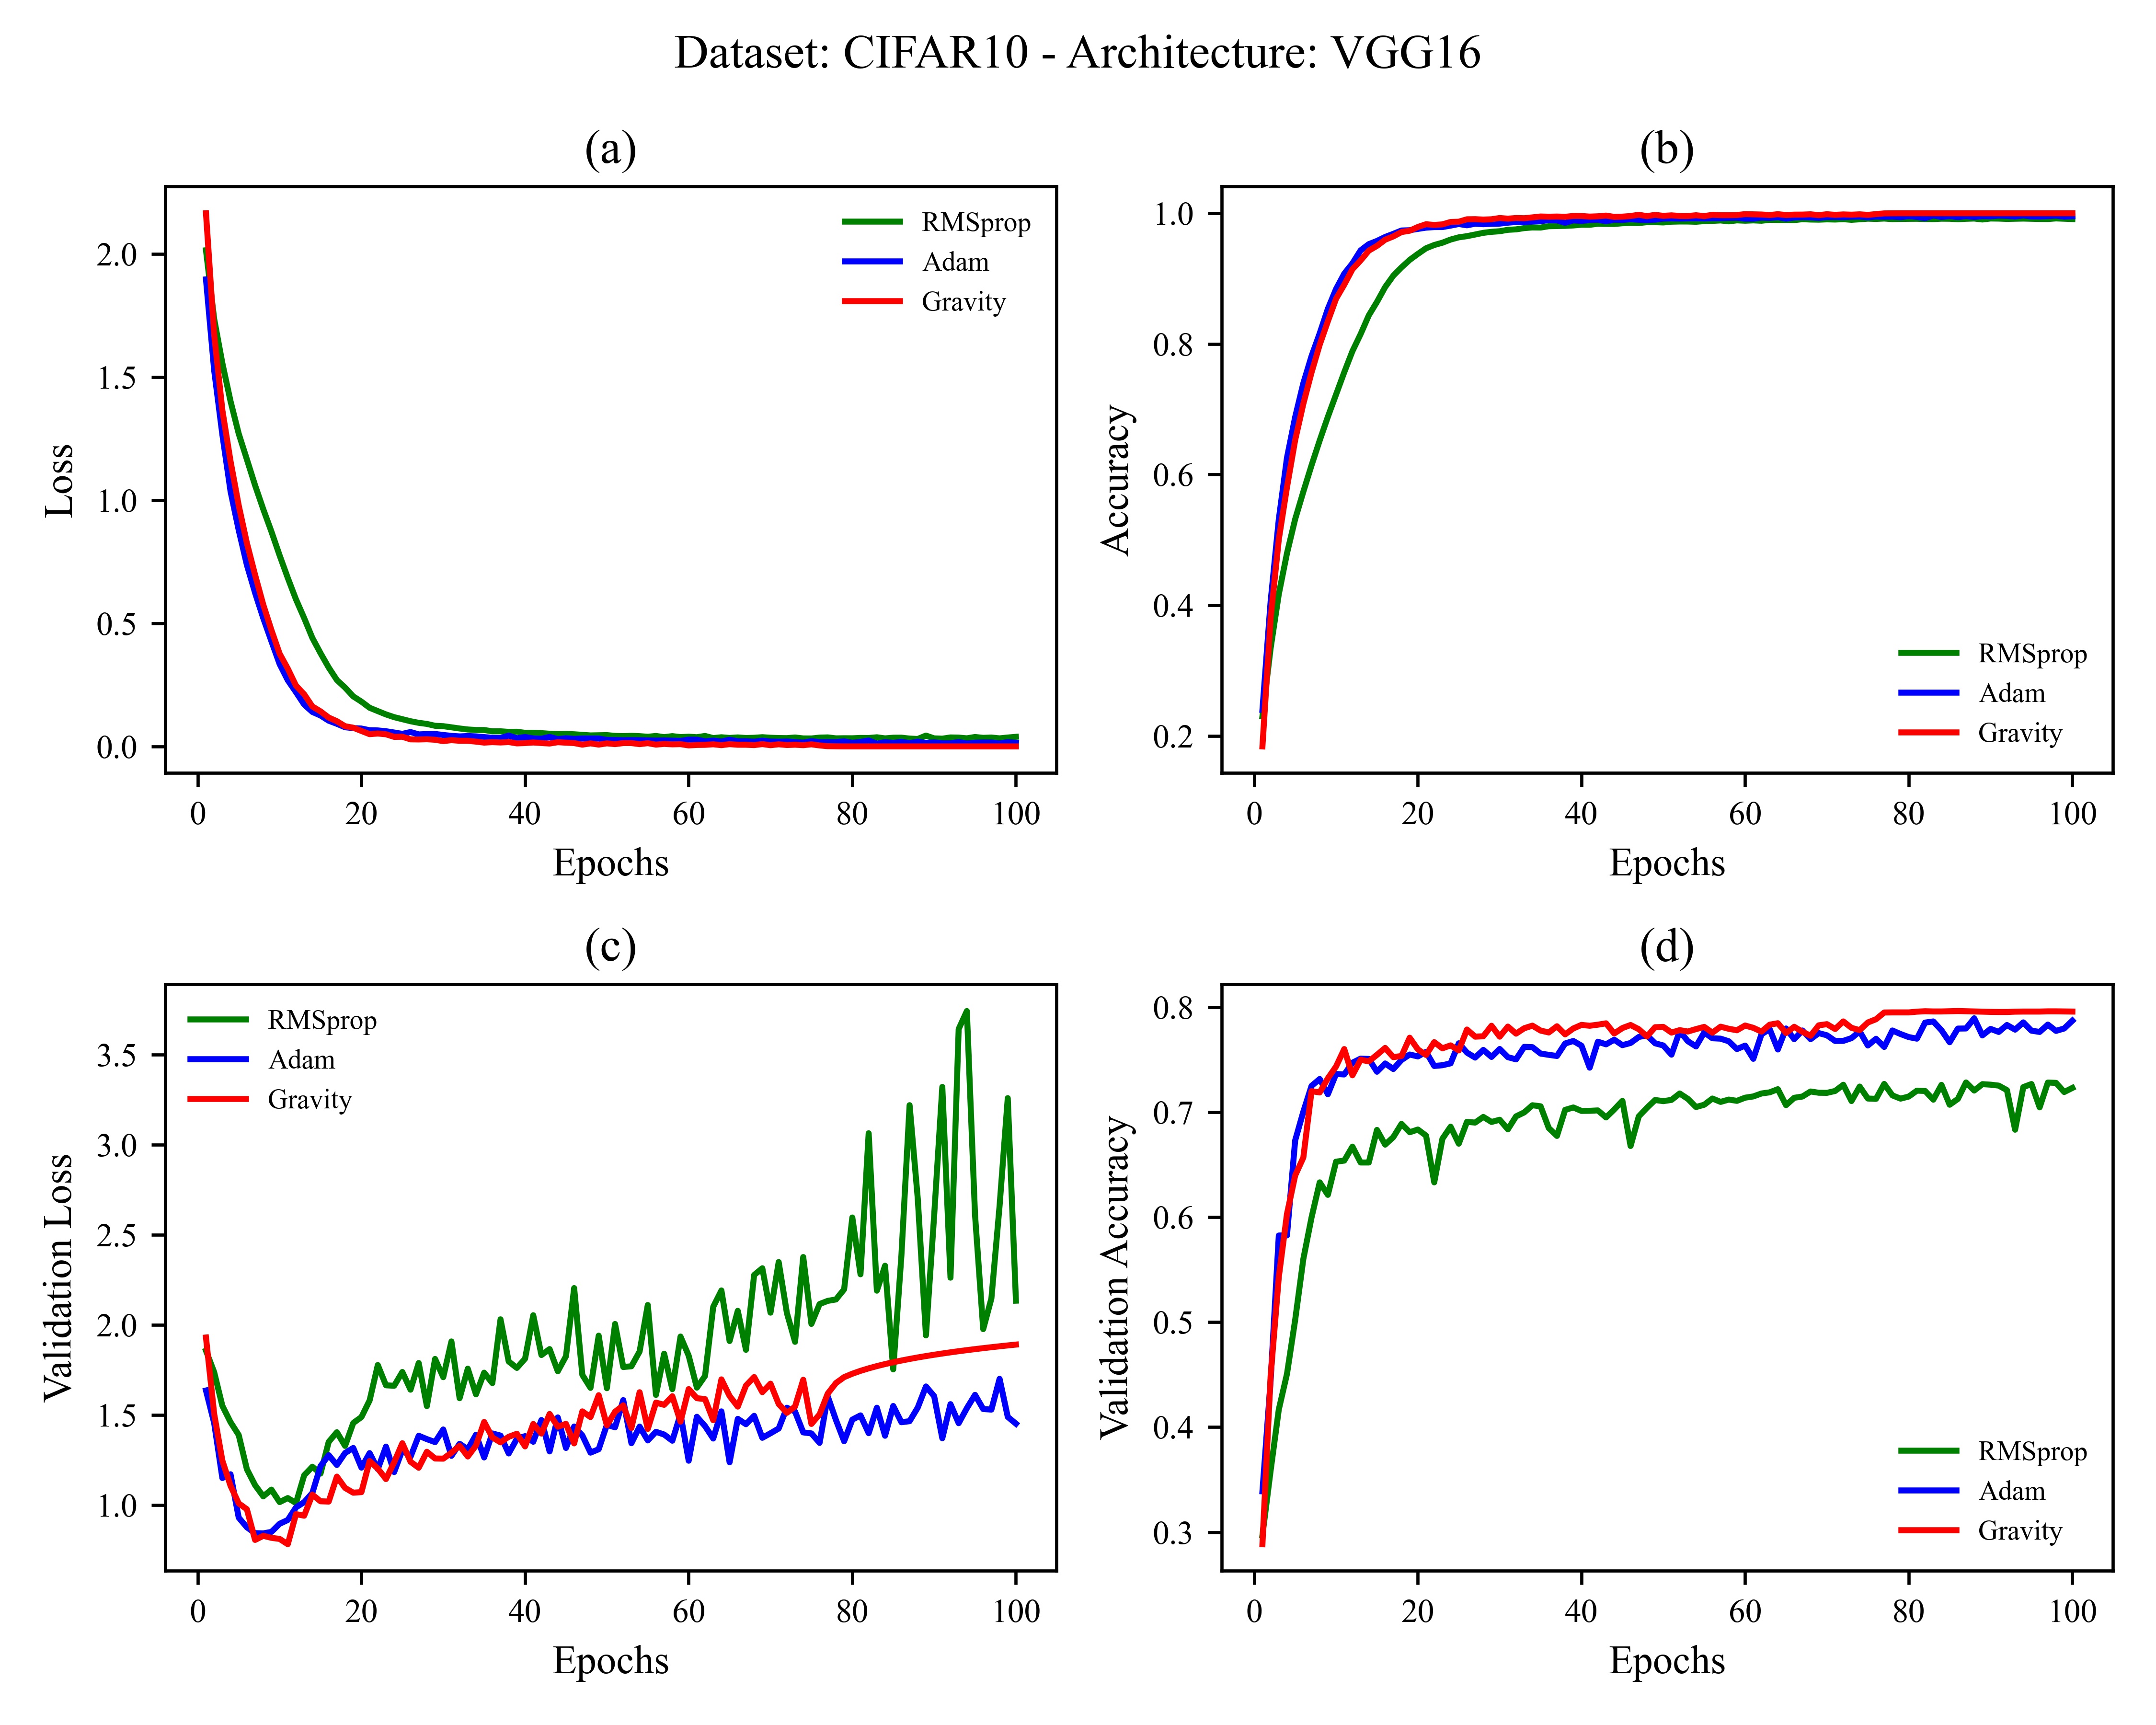 Dataset: CIFAR10 - Architecture: VGG16
(a)
RMSprop
Adam
Gravity
2.0
1.5
1.0
0.5
0.0
Loss
0 20 40 60 80 100
Epochs
(b)
1.0
0.8
0.6
0.4
0.2
Accuracy
RMSprop
Adam
Gravity
0 20 40 60 80 100
Epochs
(c)
RMSprop
Adam
Gravity
3.5
3.0
2.5
2.0
1.5
1.0
Validation Loss
0 20 40 60 80 100
Epochs
(d)
0.8
0.7
0.6
0.5
0.4
0.3
Validation Accuracy
RMSprop
Adam
Gravity
0 20 40 60 80 100
Epochs